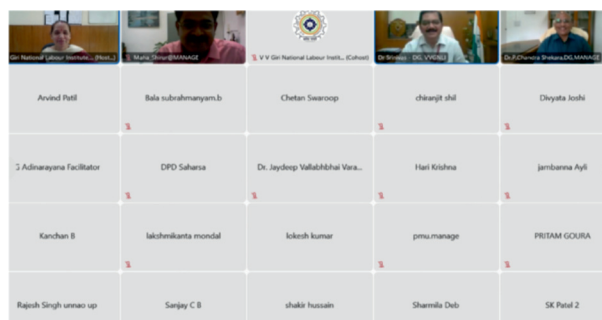 Giri National Labour Institute... (Host...)
Maha_Shirur@MANAGE
V V Giri National Labour Instit... (Cohost)
Dr Srinivas - DG, VVGNLI
Dr.P.Chandra Shekara,DG,MANAGE
Arvind Patil
Bala subrahmanyam.b
Chetan Swaroop
chiranjit shil
Divyata Joshi
Adinarayana Facilitator
DPD Saharsa
Dr. Jaydeep Vallabhbhai Vara...
Hari Krishna
jambanna Ayli
Kanchan B
lakshmikanta mondal
lokesh kumar
pmu.manage
PRITAM GOURA
Rajesh Singh unnao up
Sanjay C B
shakir hussain
Sharmila Deb
SK Patel 2